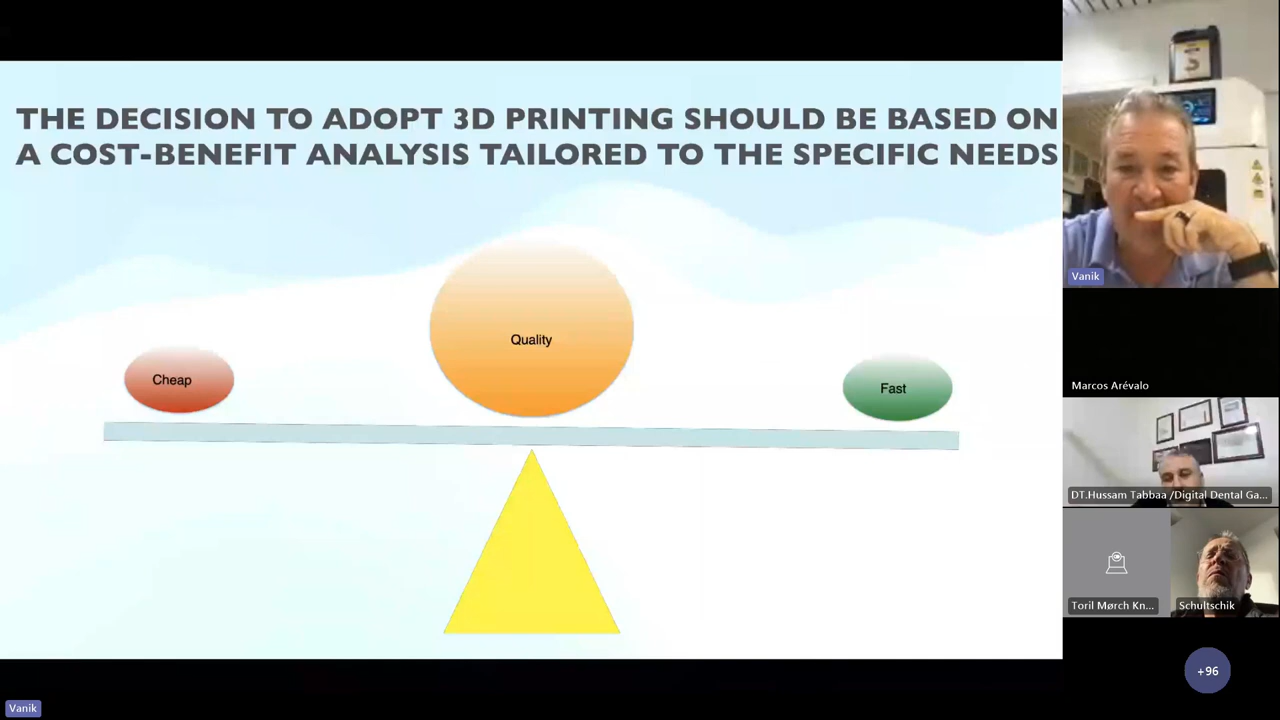 THE DECISION TO ADOPT 3D PRINTING SHOULD BE BASED ON
A COST-BENEFIT ANALYSIS TAILORED TO THE SPECIFIC NEEDS
Quality
Cheap
Fast
Vanik
Marcos Arévalo
DT.Hussam Tabbaa /Digital Dental Ga...
Toril Mørch Kn...
Schultschik
+96
Vanik